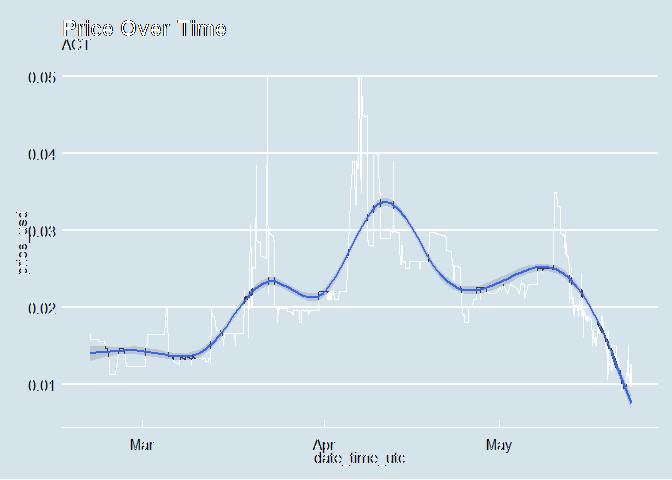 Price Over Time
ACT
0.05
0.04
0.03
0.02
0.01
price_usd
Mar
Apr
May
date_time_utc